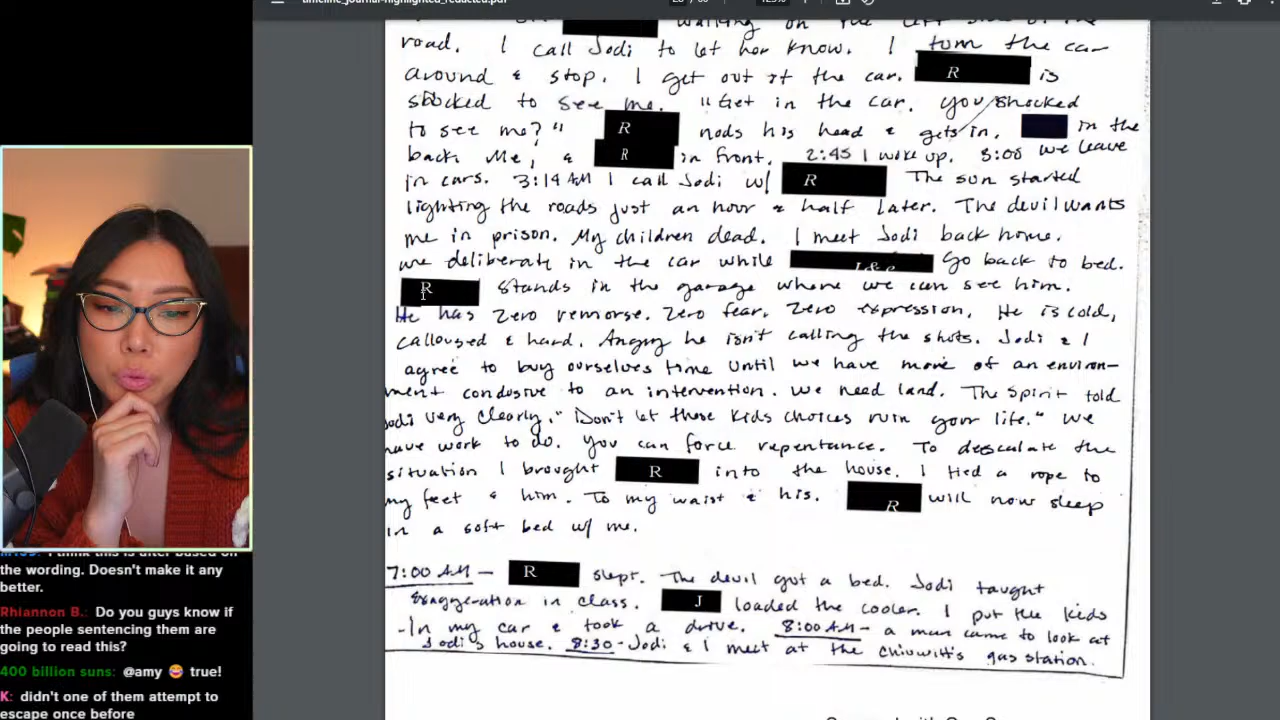 timeline_journal-highlighted_redacted.pdf
walking on the left side of the
road. I call Jodi to let her know. I turn the car
around & stop. I get out of the car. R is
shocked to see me. "Get in the car. You shocked
to see me?" R nods his head & gets in. in the
back. Me, & R in front. 2:45 I woke up. 3:00 we leave
in cars. 3:14 AM I call Jodi w/ R The sun started
lighting the roads just an hour & half later. The devil wants
me in prison. My children dead. I meet Jodi back home.
we deliberate in the car while go back to bed.
R stands in the garage where we can see him.
He has zero remorse. Zero fear. Zero expression. He is cold,
calloused & hard. Angry he isn't calling the shots. Jodi & I
agree to buy ourselves time until we have more of an environ-
ment condusive to an intervention. We need land. The Spirit told
Jodi very clearly, "Don't let these kids choices ruin your life." We
have work to do. You can force repentance. To deescalate the
situation I brought R into the house. I tied a rope to
my feet & him. To my waist & his. R will now sleep
in a soft bed w/ me.
7:00 AM - R slept. The devil got a bed. Jodi taught
exaggeration in class. J loaded the cooler. I put the kids
-In my car & took a drive. 8:00 AM - a man came to look at
Jodi's house. 8:30 - Jodi & I meet at the gas station.
the wording. Doesn't make it any
better.
Rhiannon B.: Do you guys know if
the people sentencing them are
going to read this?
400 billion suns: @amy 😂 true!
K: didn't one of them attempt to
escape once before